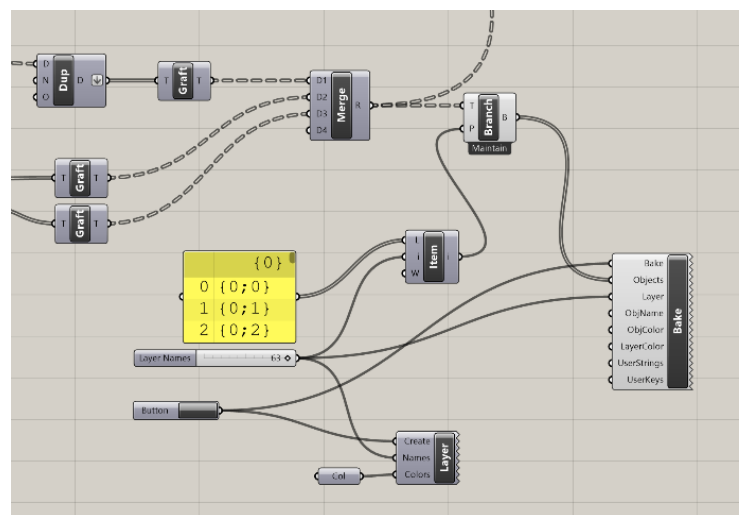 D
N
O
Dup
D
T
Graft
T
D1
D2
D3
D4
Merge
R
T
P
Branch
B
Maintain
T
Graft
T
T
Graft
T
{0}
0 {0;0}
1 {0;1}
2 {0;2}
L
i
W
Item
i
Layer Names 63
Button
Create
Names
Colors
Layer
Col
Bake
Objects
Layer
ObjName
ObjColor
LayerColor
UserStrings
UserKeys
Bake